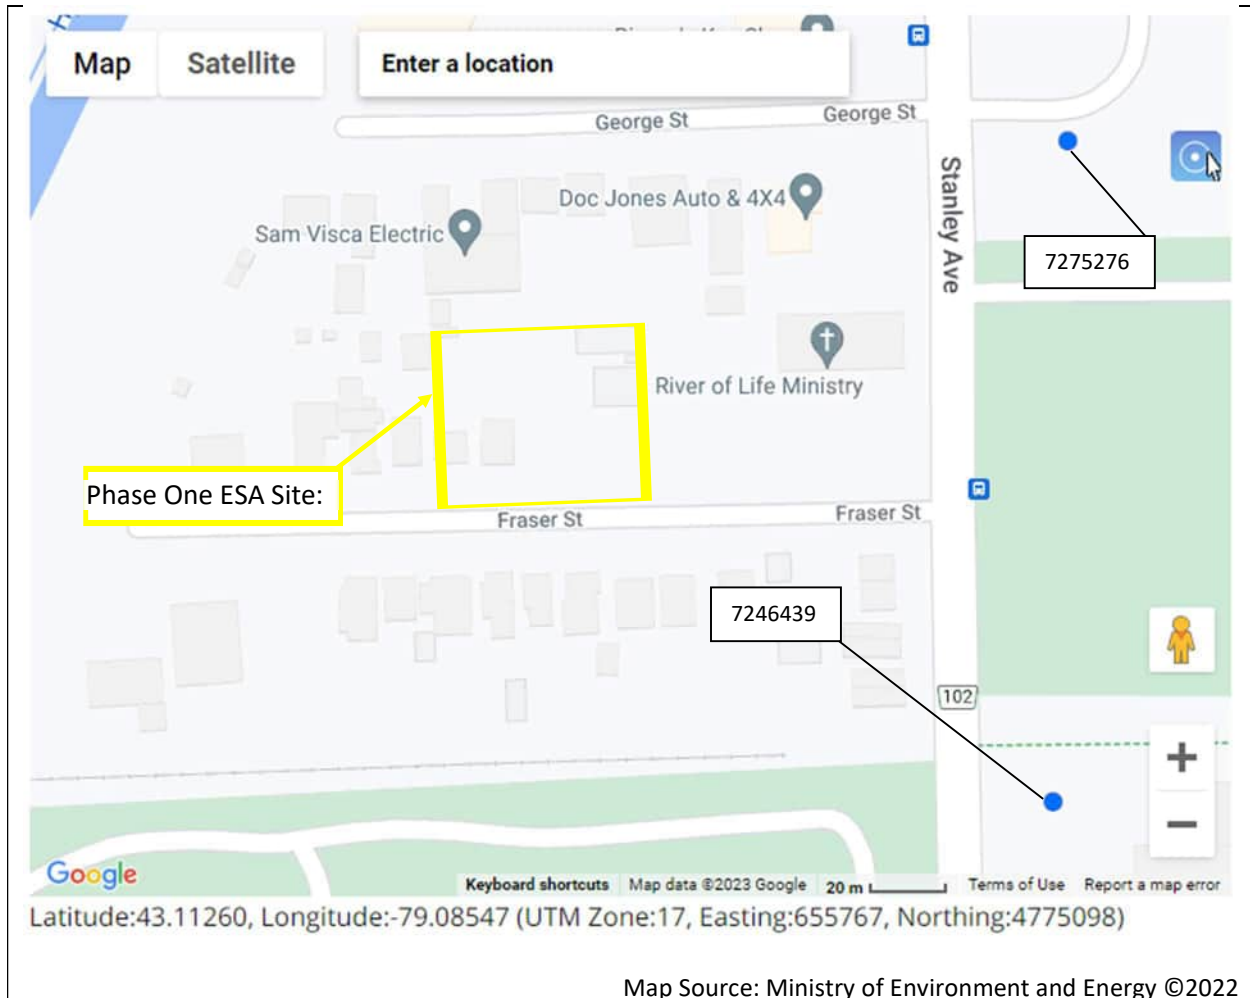 Map
Satellite
Enter a location
George St
George St
Stanley Ave
Doc Jones Auto & 4X4
Sam Visca Electric
7275276
River of Life Ministry
Phase One ESA Site:
Fraser St
Fraser St
7246439
102
Google
Keyboard shortcuts
Map data ©2023 Google
20 m
Terms of Use
Report a map error
Latitude:43.11260, Longitude:-79.08547 (UTM Zone:17, Easting:655767, Northing:4775098)
Map Source: Ministry of Environment and Energy ©2022